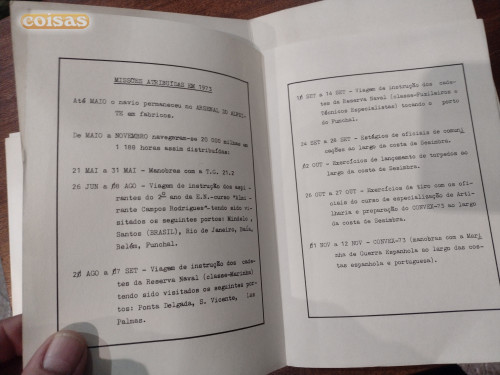 coisas
MISSÕES ATRIBUÍDAS EM 1973
Até MAIO o navio permaneceu no ARSENAL DO ALFEI-
TE em fabricos.
De MAIO a NOVEMBRO navegaram-se 20 000 milhas em
1 188 horas assim distribuídas:
21 MAI a 31 MAI - Manobras com a T.G. 21.2
26 JUN a 08 AGO - Viagem de instrução dos aspi-
rantes do 2º ano da E.N.-curso "Almi-
rante Campos Rodrigues"-tendo sido vi-
sitados os seguintes portos: Mindelo,
Santos (BRASIL), Rio de Janeiro,
Belém, Funchal.
20 AGO a 07 SET - Viagem de instrução dos cade-
tes da Reserva Naval (classe-Marinha)
tendo sido visitados os seguintes por-
tos: Ponta Delgada, S. Vicente, Las
Palmas.
SET a 14 SET - Viagem de instrução dos cade-
tes da Reserva Naval (classe-Fuzileiros e
Técnicos Especialistas) tocando o porto
do Funchal.
24 SET a 28 SET - Estágios de oficiais de comuni
cações ao largo da costa de Sesimbra.
OUT - Exercícios de lançamento de torpedos ao
largo da costa de Sesimbra.
26 OUT a 27 OUT - Exercícios de tiro com os ofi-
ciais do curso de especialização de Arti-
lharia e preparação do CONVEX-73 ao largo
da costa de Sesimbra.
01 NOV a 12 NOV - CONVEX-73 (manobras com a Mari
nha de Guerra Espanhola ao largo das cos-
tas espanhola e portuguesa).